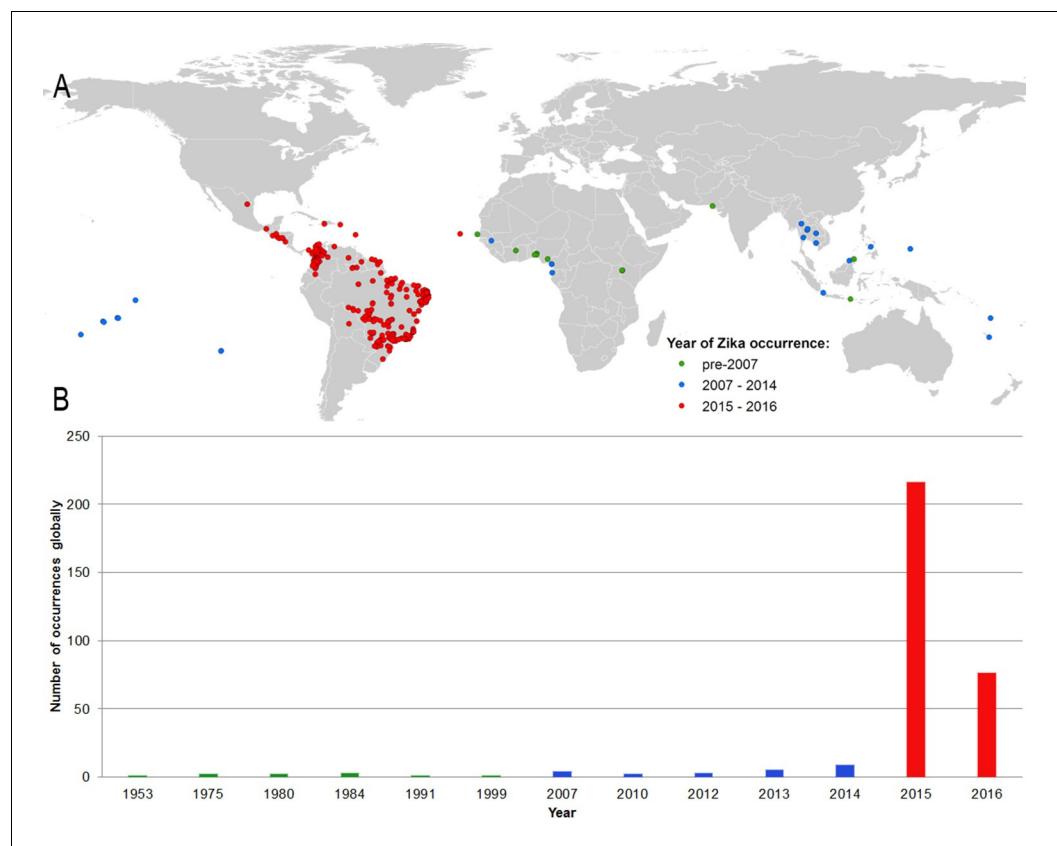 A
Year of Zika occurrence:
pre-2007
2007 - 2014
2015 - 2016
B
250
200
150
100
50
0
Number of occurrences globally
1953 1975 1980 1984 1991 1999 2007 2010 2012 2013 2014 2015 2016
Year